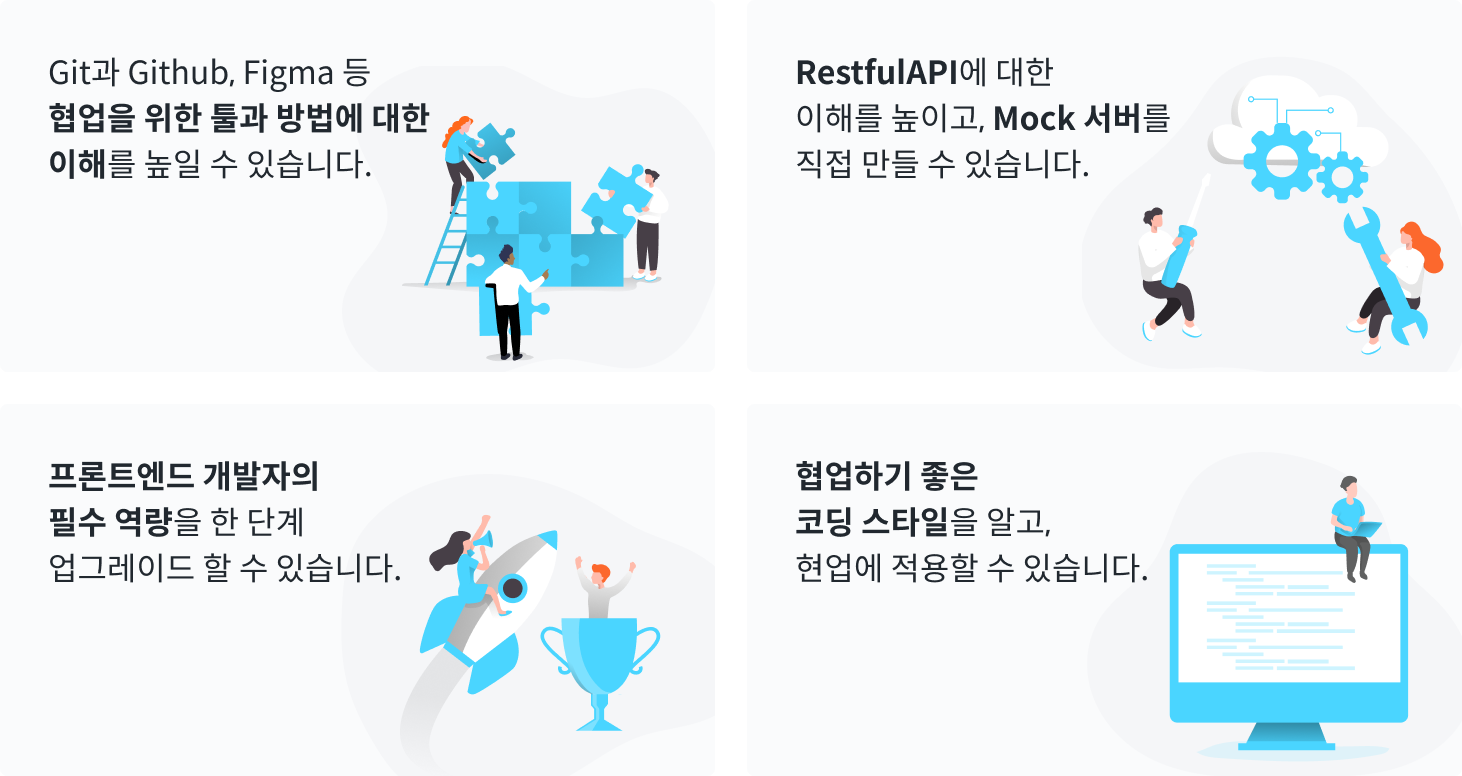 Git과 Github, Figma 등
협업을 위한 툴과 방법에 대한
이해를 높일 수 있습니다.
RestfulAPI에 대한
이해를 높이고, Mock 서버를
직접 만들 수 있습니다.
프론트엔드 개발자의
필수 역량을 한 단계
업그레이드 할 수 있습니다.
협업하기 좋은
코딩 스타일을 알고,
현업에 적용할 수 있습니다.